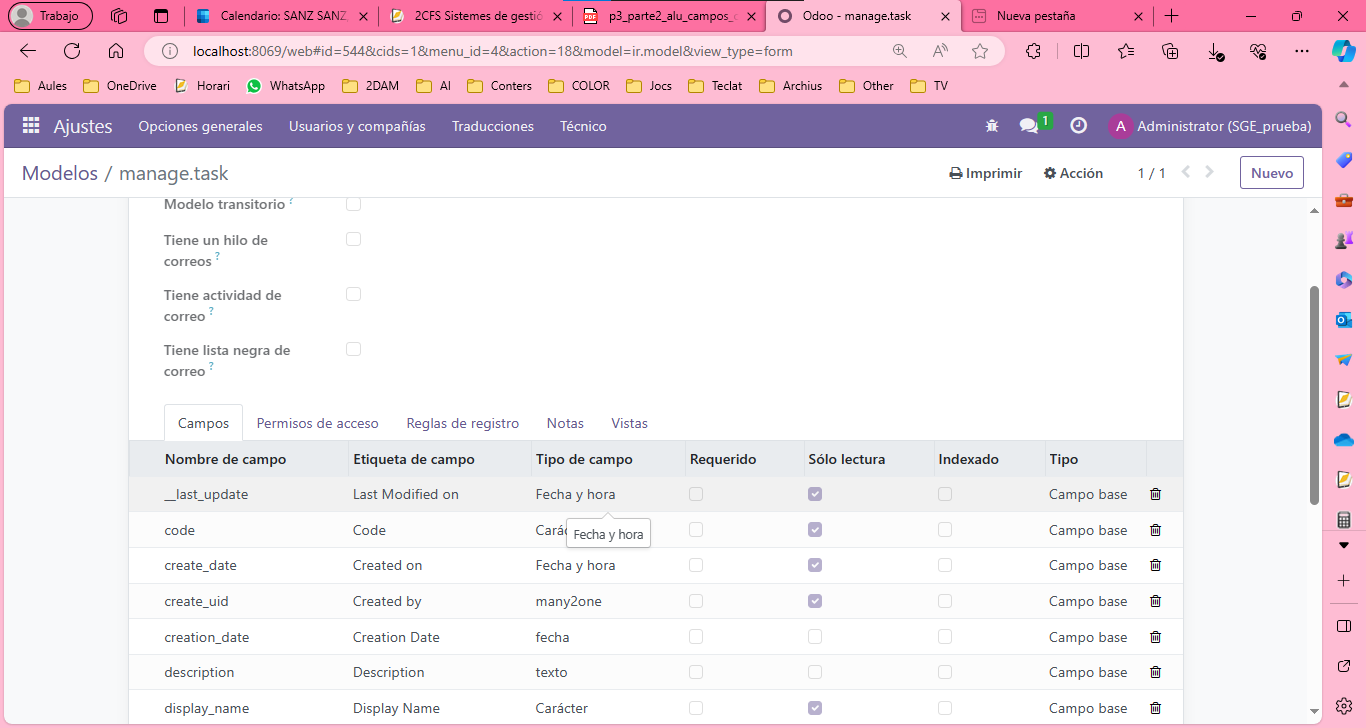 Trabajo
Calendario: SANZ SANZ
2CFS Sistemes de gestió
p3_parte2_alu_campos_
Odoo - manage.task
Nueva pestaña
localhost:8069/web#id=544&cids=1&menu_id=4&action=18&model=ir.model&view_type=form
Aules OneDrive Horari WhatsApp 2DAM AI Conters COLOR Jocs Teclat Archius Other TV
Ajustes Opciones generales Usuarios y compañías Traducciones Técnico 1 A Administrator (SGE_prueba)
Modelos / manage.task Imprimir Acción 1 / 1 Nuevo
Modelo transitorio ?
Tiene un hilo de
correos ?
Tiene actividad de
correo ?
Tiene lista negra de
correo ?
Campos Permisos de acceso Reglas de registro Notas Vistas
Nombre de campo Etiqueta de campo Tipo de campo Requerido Sólo lectura Indexado Tipo
__last_update Last Modified on Fecha y hora Campo base
code Code Cará Campo base
Fecha y hora
create_date Created on Fecha y hora Campo base
create_uid Created by many2one Campo base
creation_date Creation Date fecha Campo base
description Description texto Campo base
display_name Display Name Carácter Campo base